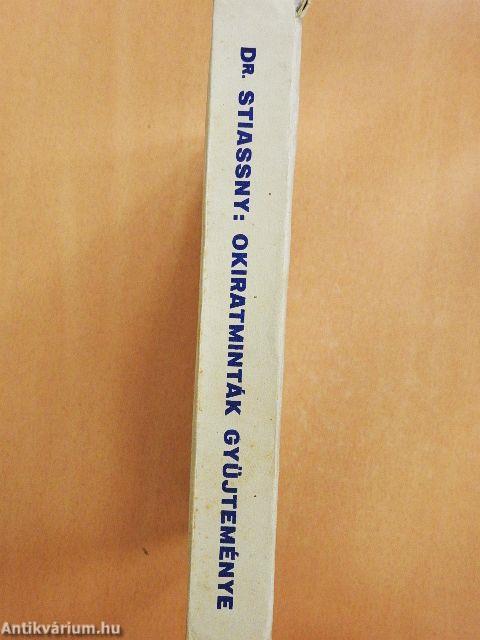 DR. STIASSNY: OKIRATMINTÁK GYÜJTEMÉNYE
Antikvárium.hu